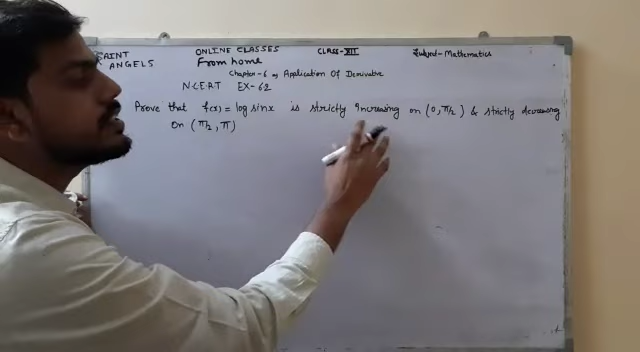 SAINT ANGELS
ONLINE CLASSES From home
CLASS-XII
Subject-Mathematics
Chapter-6, Application Of Derivative
NCERT EX-6.2
Prove that f(x) = log sinx is strictly Increasing on (0, π/2) & strictly decreasing
On (π/2, π)